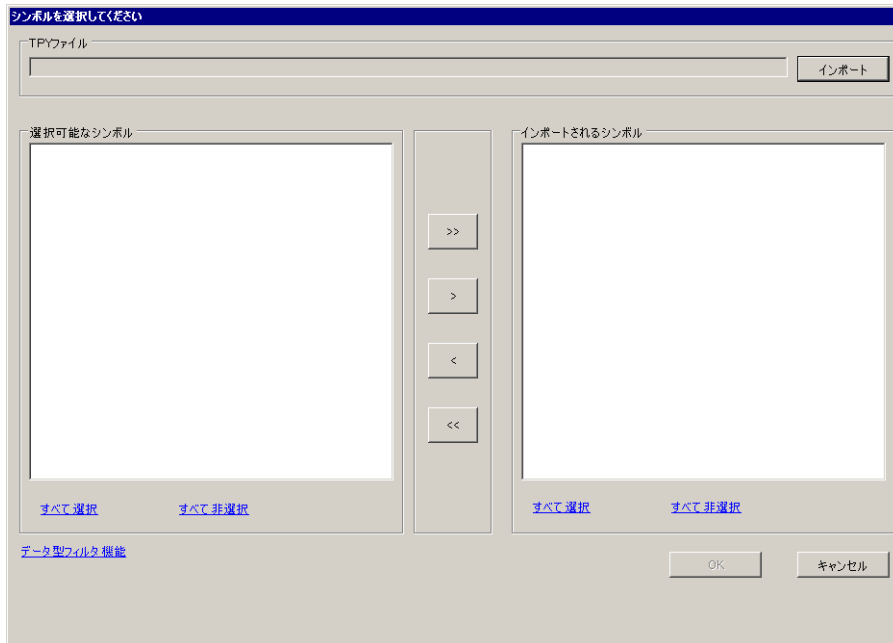 シンボルを選択してください
TPYファイル
インポート
選択可能なシンボル
インポートされるシンボル
>>
>
<
<<
すべて選択
すべて非選択
すべて選択
すべて非選択
データ型フィルタ機能
OK
キャンセル